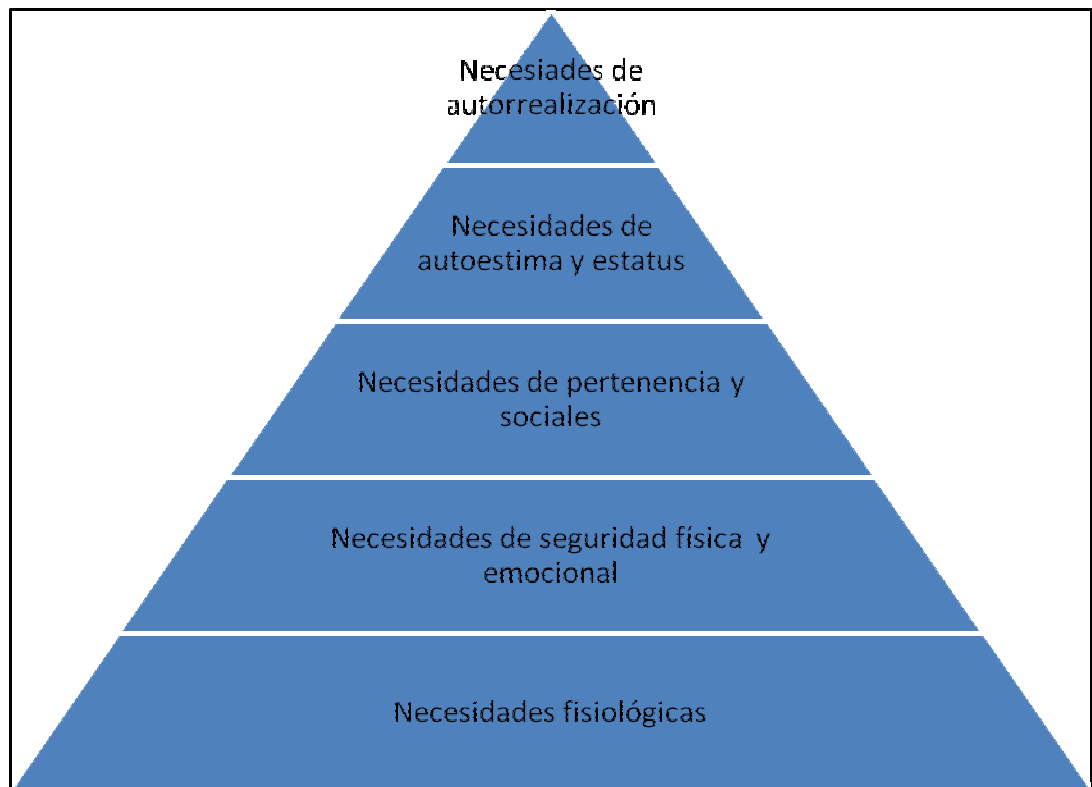 Necesiades de
autorrealización
Necesidades de
autoestima y estatus
Necesidades de pertenencia y
sociales
Necesidades de seguridad física y
emocional
Necesidades fisiológicas